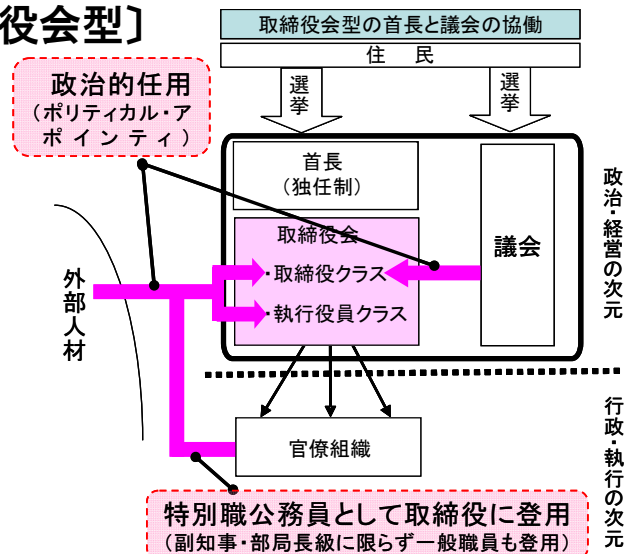 役会型〕
取締役会型の首長と議会の協働
住　民
政治的任用
（ポリティカル・ア
ポインティ）
選挙
選挙
首長
（独任制）
議会
取締役会
・取締役クラス
・執行役員クラス
外部人材
政治・経営の次元
官僚組織
行政・執行の次元
特別職公務員として取締役に登用
（副知事・部局長級に限らず一般職員も登用）